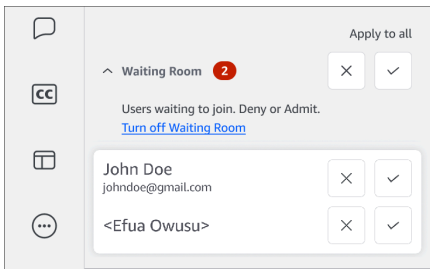 Apply to all
Waiting Room 2
CC
Users waiting to join. Deny or Admit.
Turn off Waiting Room
John Doe
johndoe@gmail.com
<Efua Owusu>